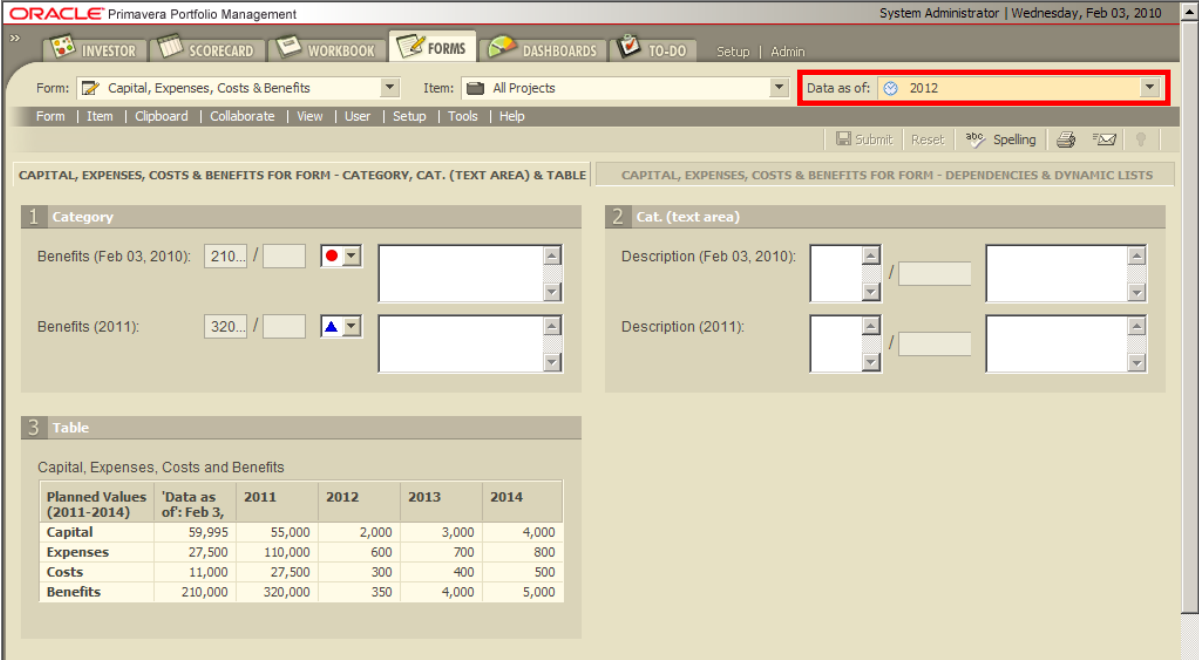 ORACLE Primavera Portfolio Management System Administrator | Wednesday, Feb 03, 2010
» INVESTOR SCORECARD WORKBOOK FORMS DASHBOARDS TO-DO Setup | Admin
Form: Capital, Expenses, Costs & Benefits Item: All Projects Data as of: 2012
Form | Item | Clipboard | Collaborate | View | User | Setup | Tools | Help
Submit | Reset | abc Spelling
CAPITAL, EXPENSES, COSTS & BENEFITS FOR FORM - CATEGORY, CAT. (TEXT AREA) & TABLE CAPITAL, EXPENSES, COSTS & BENEFITS FOR FORM - DEPENDENCIES & DYNAMIC LISTS
1 Category
Benefits (Feb 03, 2010): 210... /
Benefits (2011): 320... /
2 Cat. (text area)
Description (Feb 03, 2010): /
Description (2011): /
3 Table
Capital, Expenses, Costs and Benefits
Planned Values 'Data as 2011 2012 2013 2014
(2011-2014) of': Feb 3,
Capital 59,995 55,000 2,000 3,000 4,000
Expenses 27,500 110,000 600 700 800
Costs 11,000 27,500 300 400 500
Benefits 210,000 320,000 350 4,000 5,000